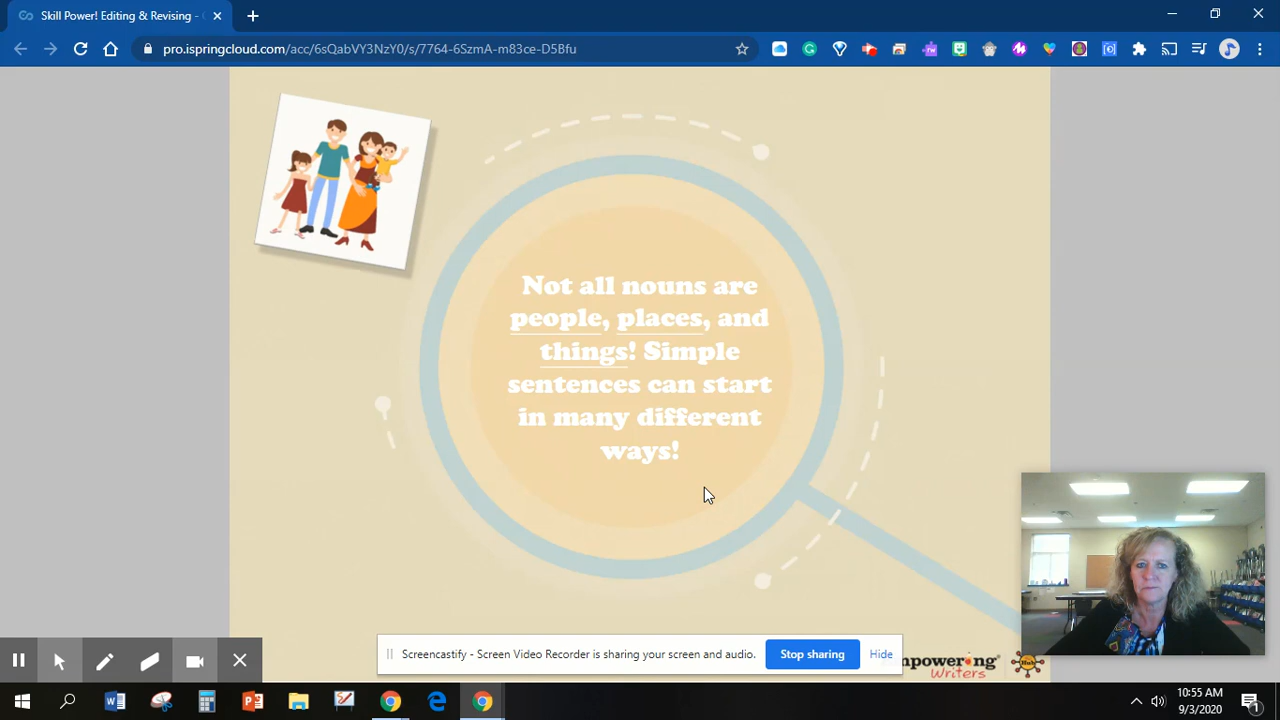 Skill Power! Editing & Revising -
pro.ispringcloud.com/acc/6sQabVY3NzY0/s/7764-6SzmA-m83ce-D5Bfu
Not all nouns are
people, places, and
things! Simple
sentences can start
in many different
ways!
Screencastify - Screen Video Recorder is sharing your screen and audio.
Stop sharing
Hide
mpowering
Writers
Hub
10:55 AM
9/3/2020